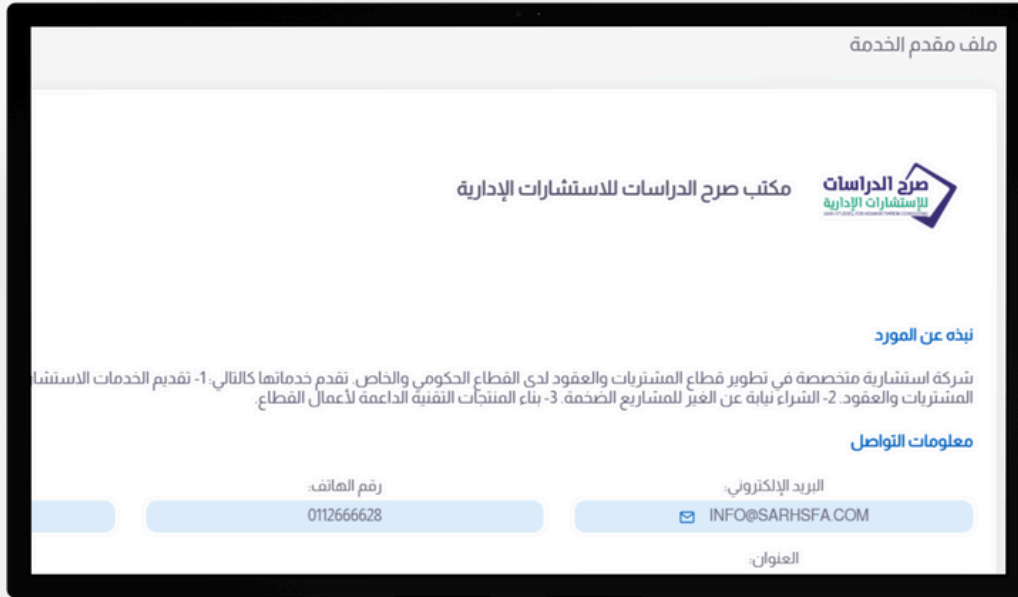 ملف مقدم الخدمة
صرح الدراسات
للإستشارات الإدارية
مكتب صرح الدراسات للاستشارات الإدارية
نبذه عن المورد
شركة استشارية متخصصة في تطوير قطاع المشتريات والعقود لدى القطاع الحكومي والخاص. تقدم خدماتها كالتالي: 1- تقديم الخدمات الاستشار
المشتريات والعقود. 2- الشراء نيابة عن الغير للمشاريع الضخمة. 3- بناء المنتجات التقنية الداعمة لأعمال القطاع.
معلومات التواصل
البريد الإلكتروني:
رقم الهاتف:
INFO@SARHSFA.COM
0112666628
العنوان: